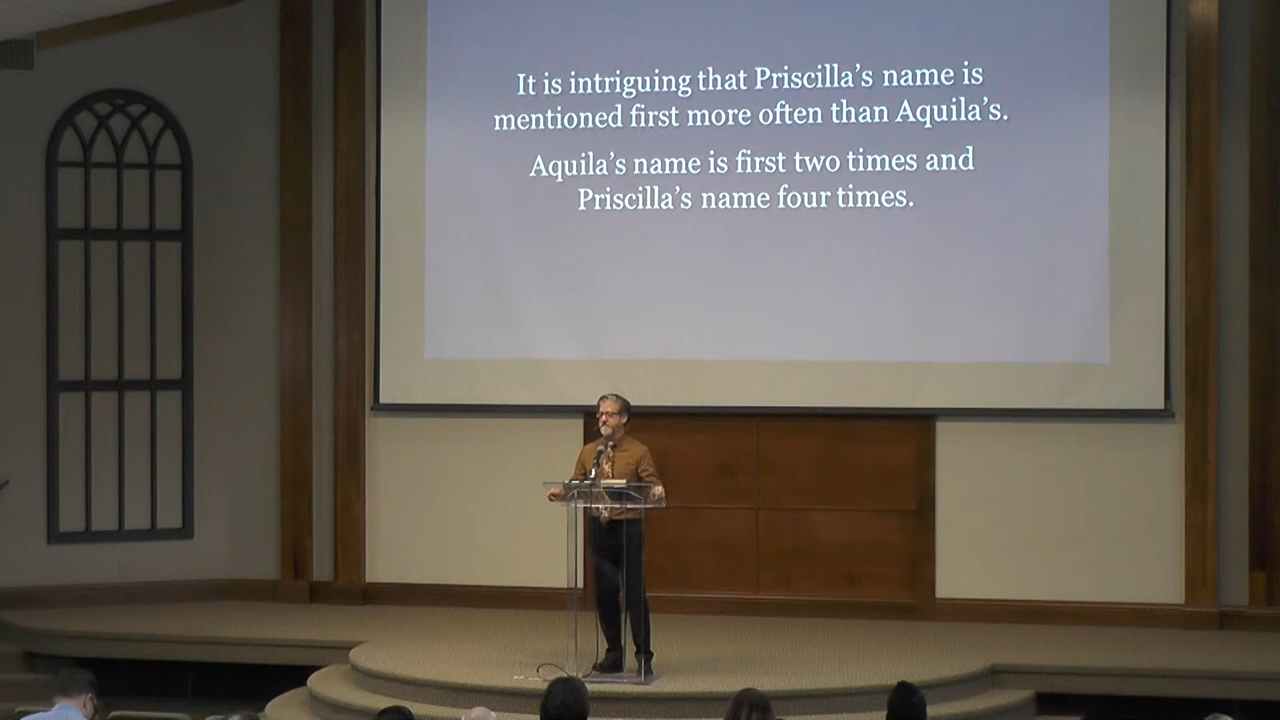 It is intriguing that Priscilla's name is
mentioned first more often than Aquila's.
Aquila's name is first two times and
Priscilla's name four times.